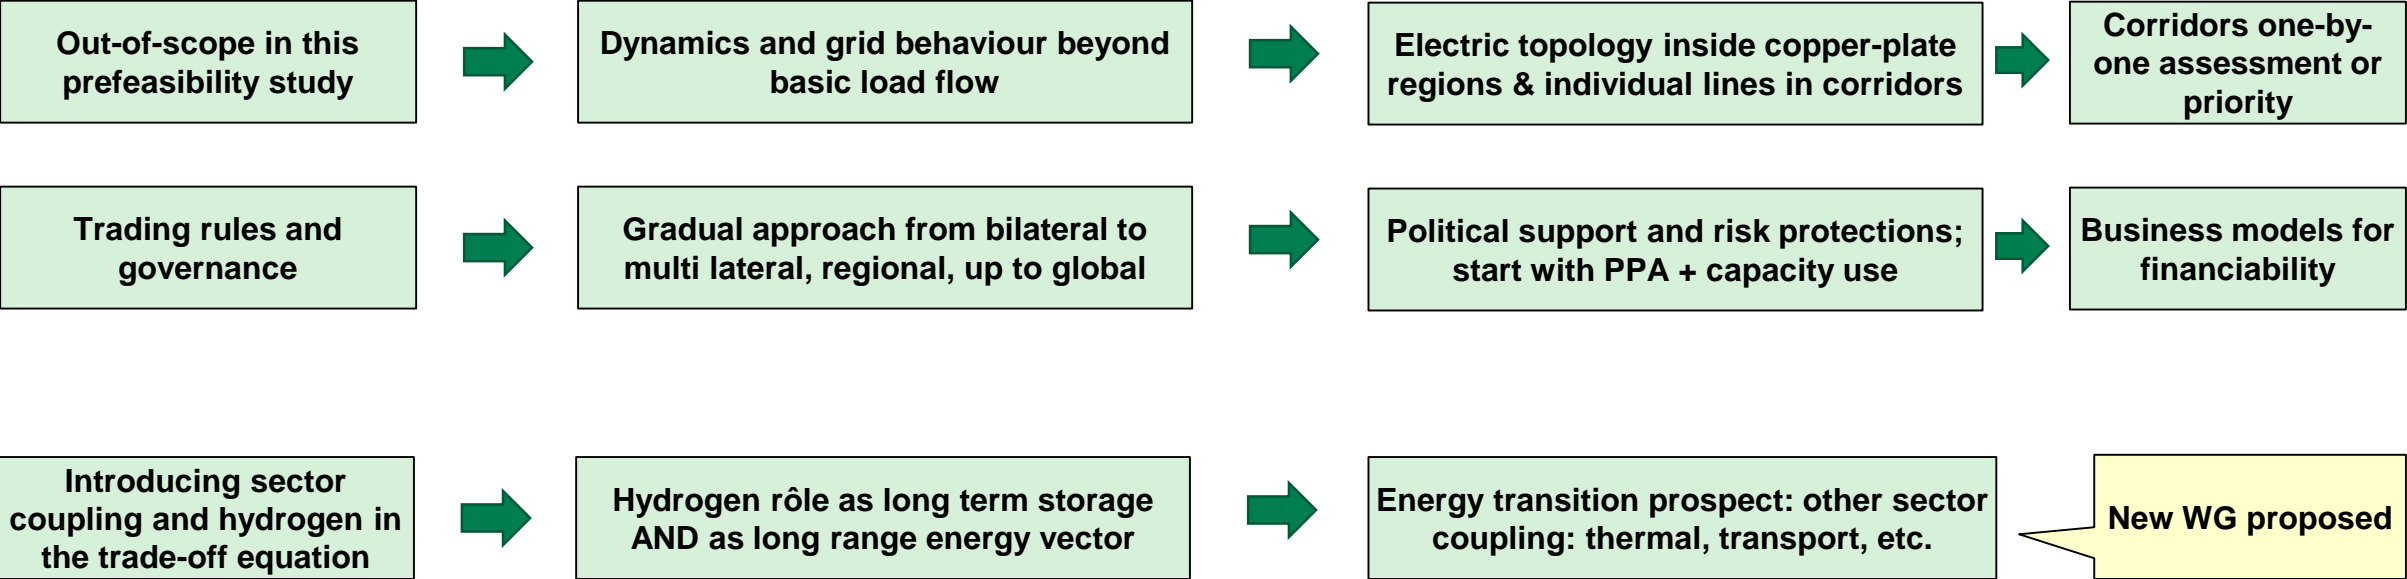 Out-of-scope in this
prefeasibility study
Dynamics and grid behaviour beyond
basic load flow
Electric topology inside copper-plate
regions & individual lines in corridors
Corridors one-by-
one assessment or
priority
Trading rules and
governance
Gradual approach from bilateral to
multi lateral, regional, up to global
Political support and risk protections;
start with PPA + capacity use
Business models for
financiability
Introducing sector
coupling and hydrogen in
the trade-off equation
Hydrogen rôle as long term storage
AND as long range energy vector
Energy transition prospect: other sector
coupling: thermal, transport, etc.
New WG proposed